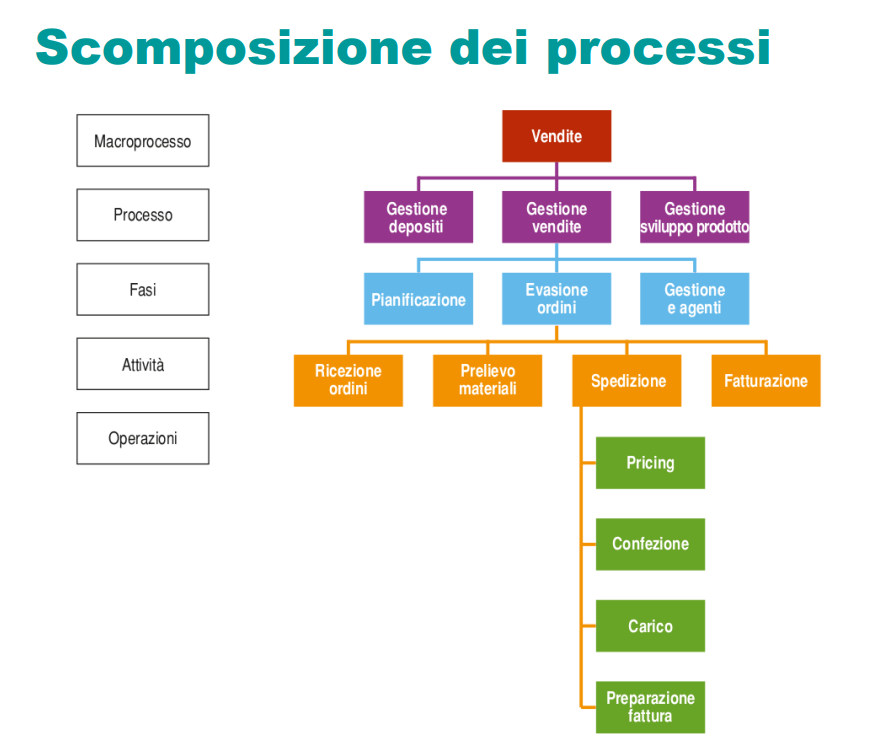 Scomposizione dei processi
Macroprocesso
Processo
Fasi
Attività
Operazioni
Vendite
Gestione
depositi
Gestione
vendite
Gestione
sviluppo prodotto
Pianificazione
Evasione
ordini
Gestione
e agenti
Ricezione
ordini
Prelievo
materiali
Spedizione
Fatturazione
Pricing
Confezione
Carico
Preparazione
fattura